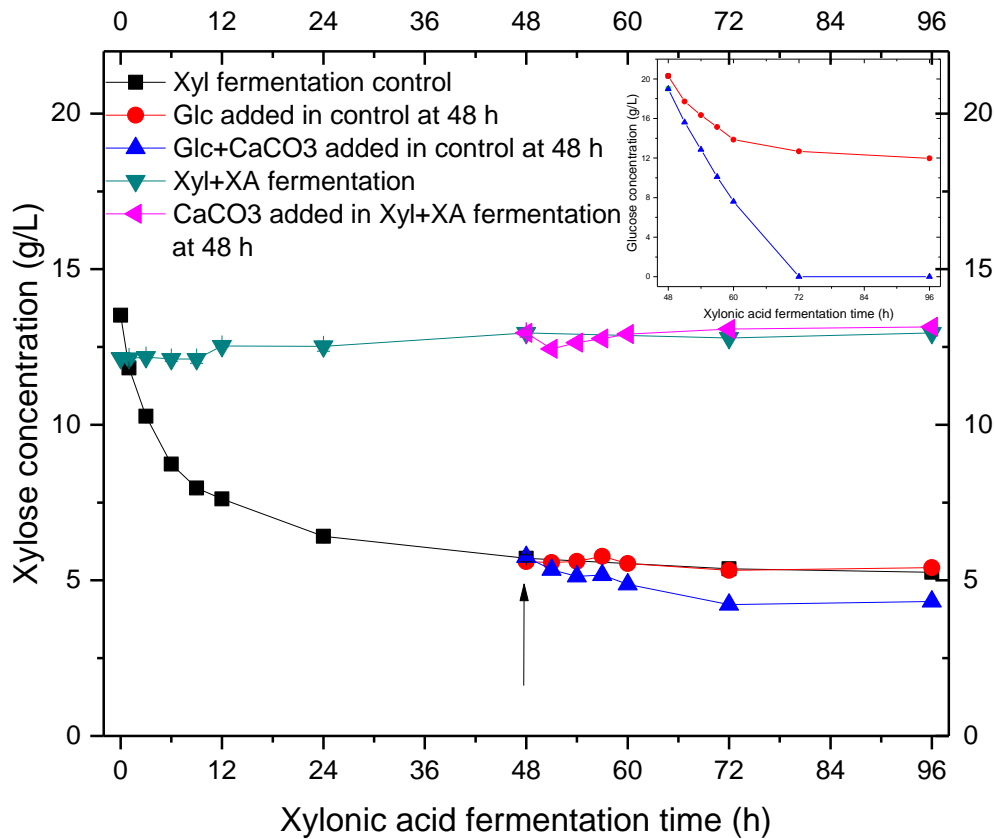 0 12 24 36 48 60 72 84 96
Xyl fermentation control
Glc added in control at 48 h
Glc+CaCO3 added in control at 48 h
Xyl+XA fermentation
CaCO3 added in Xyl+XA fermentation
at 48 h
Xylose concentration (g/L)
20
15
10
5
0
20
15
10
5
0
Glucose concentration (g/L)
24
20
16
12
8
4
0
48 60 72 84 96
Xylonic acid fermentation time (h)
0 12 24 36 48 60 72 84 96
Xylonic acid fermentation time (h)